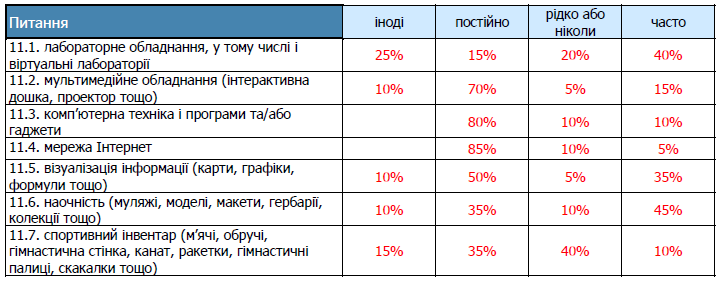 Питання іноді постійно рідко або ніколи часто
11.1. лабораторне обладнання, у тому числі і
віртуальні лабораторії 25% 15% 20% 40%
11.2. мультимедійне обладнання (інтерактивна
дошка, проектор тощо) 10% 70% 5% 15%
11.3. комп’ютерна техніка і програми та/або
гаджети 80% 10% 10%
11.4. мережа Інтернет 85% 10% 5%
11.5. візуалізація інформації (карти, графіки,
формули тощо) 10% 50% 5% 35%
11.6. наочність (муляжі, моделі, макети, гербарії,
колекції тощо) 10% 35% 10% 45%
11.7. спортивний інвентар (м’ячі, обручі,
гімнастична стінка, канат, ракетки, гімнастичні
палиці, скакалки тощо) 15% 35% 40% 10%